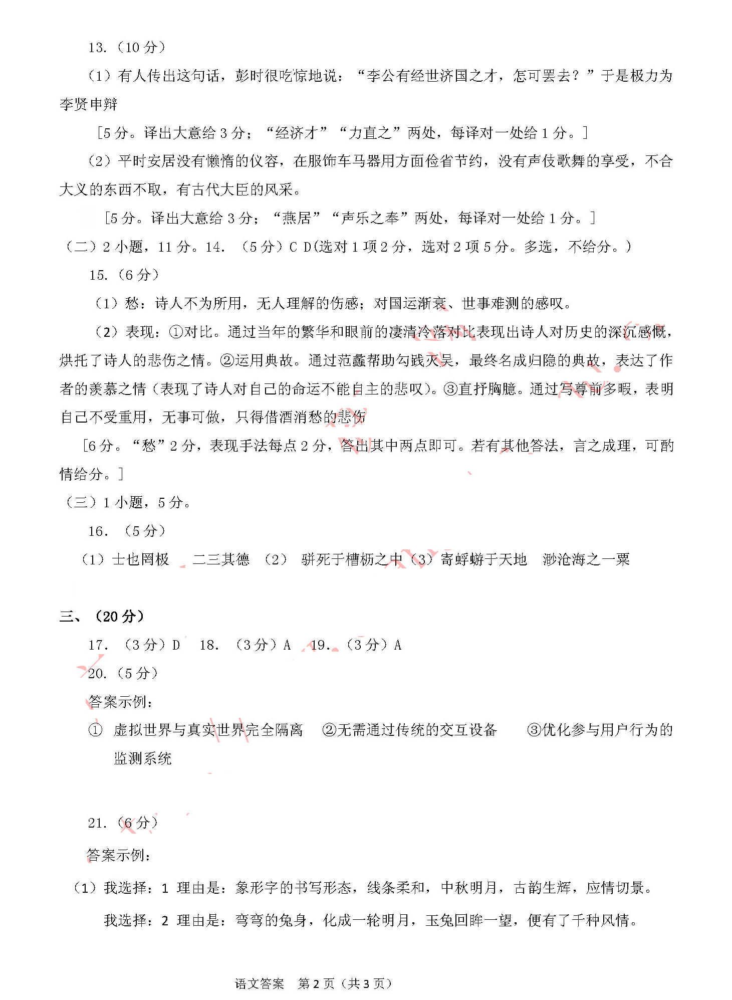 13.（10 分）
（1）有人传出这句话，彭时很吃惊地说：“李公有经世济国之才，怎可罢去？”于是极力为
李贤申辩
[5 分。译出大意给 3 分；“经济才”“力直之”两处，每译对一处给 1 分。]
（2）平时安居没有懒惰的仪容，在服饰车马器用方面俭省节约，没有声伎歌舞的享受，不合
大义的东西不取，有古代大臣的风采。
[5 分。译出大意给 3 分；“燕居”“声乐之奉”两处，每译对一处给 1 分。]
（二）2 小题，11 分。14. （5 分）C D(选对 1 项 2 分，选对 2 项 5 分。多选，不给分。)
15.（6 分）
（1）愁：诗人不为所用，无人理解的伤感；对国运渐衰、世事难测的感叹。
（2）表现：①对比。通过当年的繁华和眼前的凄清冷落对比表现出诗人对历史的深沉感慨，
烘托了诗人的悲伤之情。②运用典故。通过范蠡帮助勾践灭吴，最终名成归隐的典故，表达了作
者的羡慕之情（表现了诗人对自己的命运不能自主的悲叹）。③直抒胸臆。通过写尊前多暇，表明
自己不受重用，无事可做，只得借酒消愁的悲伤
[6 分。“愁”2 分，表现手法每点 2 分，答出其中两点即可。若有其他答法，言之成理，可酌
情给分。]
（三）1 小题，5 分。
16. （5 分）
（1）士也罔极 二三其德 （2） 骈死于槽枥之中（3）寄蜉蝣于天地 渺沧海之一粟
三、（20 分）
17. （3 分）D 18. （3 分）A 19. （3 分）A
20.（5 分）
答案示例：
① 虚拟世界与真实世界完全隔离 ②无需通过传统的交互设备 ③优化参与用户行为的
监测系统
21.（6 分）
答案示例：
（1）我选择：1 理由是：象形字的书写形态，线条柔和，中秋明月，古韵生辉，应情切景。
我选择：2 理由是：弯弯的兔身，化成一轮明月，玉兔回眸一望，便有了千种风情。
语文答案 第 2 页（共 3 页）